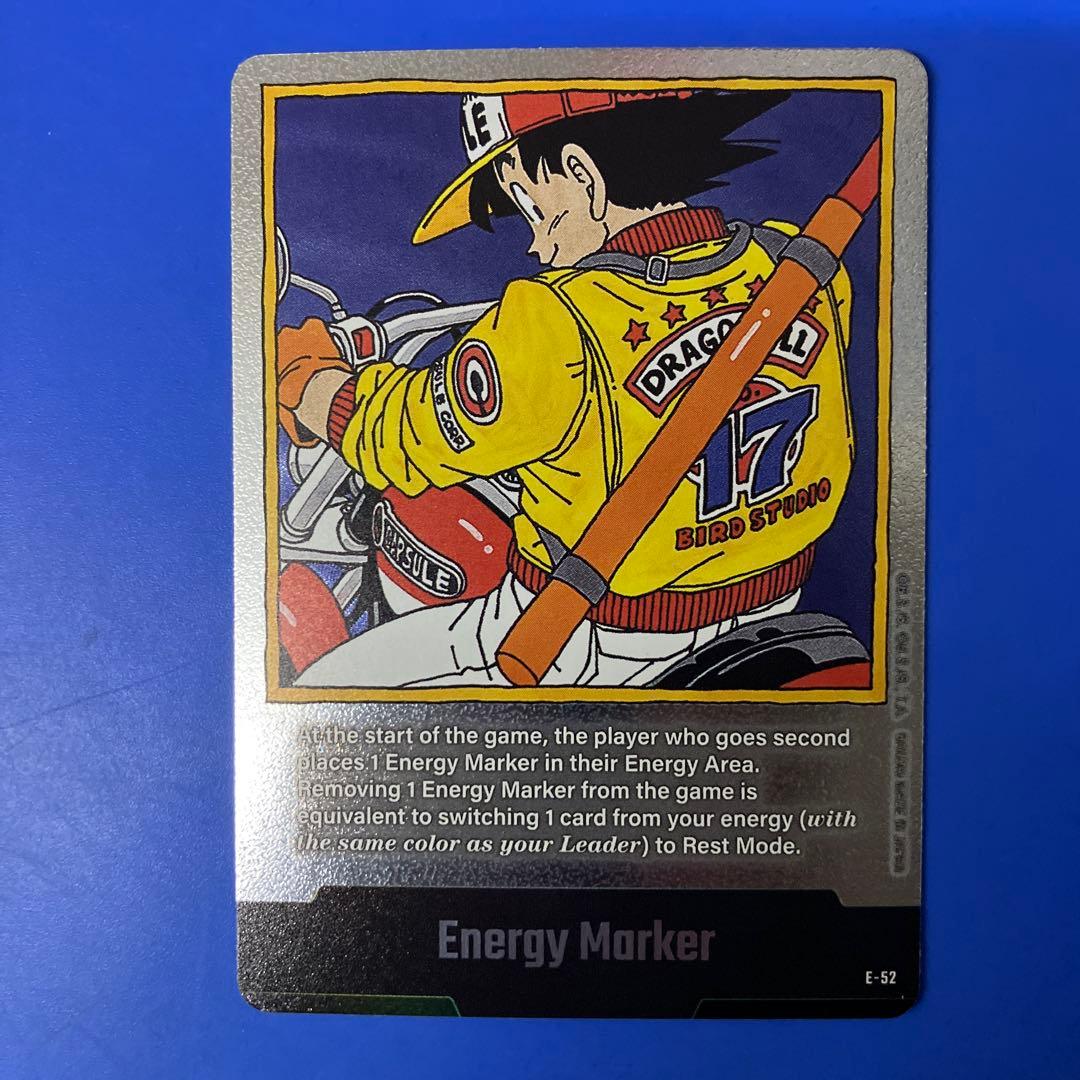 LE
DRAGO LL
17
BIRD STUDIO
CORP.
CAPSULE
At the start of the game, the player who goes second
places 1 Energy Marker in their Energy Area.
Removing 1 Energy Marker from the game is
equivalent to switching 1 card from your energy (with
the same color as your Leader) to Rest Mode.
Energy Marker
E-52